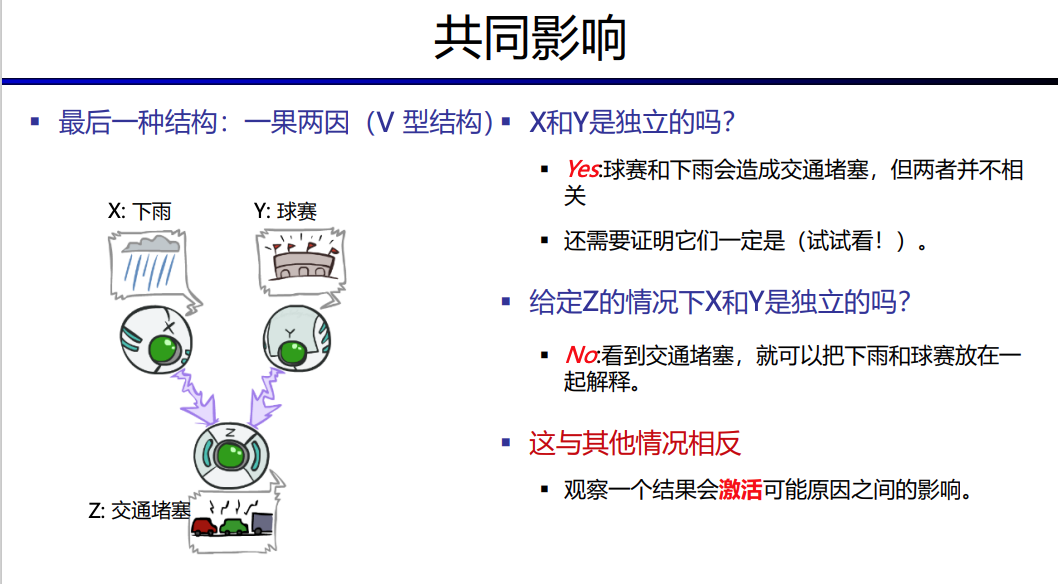 共同影响
最后一种结构：一果两因（V 型结构）
X: 下雨
Y: 球赛
X
Y
Z
Z: 交通堵塞
X和Y是独立的吗？
Yes:球赛和下雨会造成交通堵塞，但两者并不相
关
还需要证明它们一定是（试试看！）。
给定Z的情况下X和Y是独立的吗？
No:看到交通堵塞，就可以把下雨和球赛放在一
起解释。
这与其他情况相反
观察一个结果会激活可能原因之间的影响。